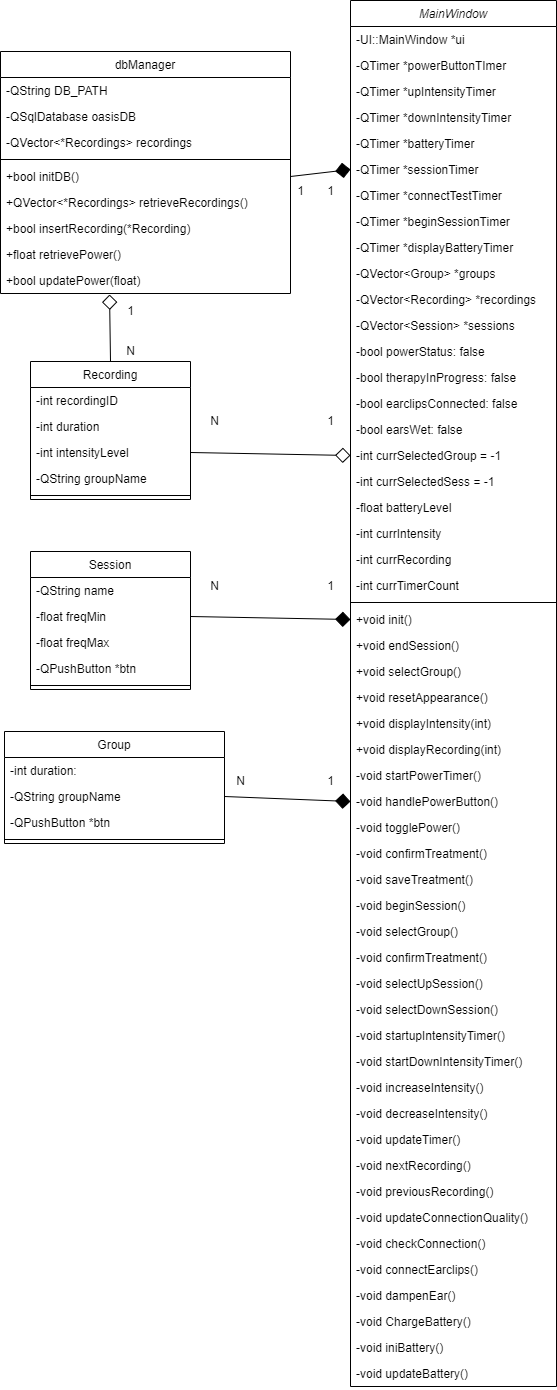 MainWindow
-UI::MainWindow *ui
-QTimer *powerButtonTImer
-QTimer *upIntensityTimer
-QTimer *downIntensityTimer
-QTimer *batteryTimer
-QTimer *sessionTimer
-QTimer *connectTestTimer
-QTimer *beginSessionTimer
-QTimer *displayBatteryTimer
-QVector<Group> *groups
-QVector<Recording> *recordings
-QVector<Session> *sessions
-bool powerStatus: false
-bool therapyInProgress: false
-bool earclipsConnected: false
-bool earsWet: false
-int currSelectedGroup = -1
-int currSelectedSess = -1
-float batteryLevel
-int currIntensity
-int currRecording
-int currTimerCount
+void init()
+void endSession()
+void selectGroup()
+void resetAppearance()
+void displayIntensity(int)
+void displayRecording(int)
-void startPowerTimer()
-void handlePowerButton()
-void togglePower()
-void confirmTreatment()
-void saveTreatment()
-void beginSession()
-void selectGroup()
-void confirmTreatment()
-void selectUpSession()
-void selectDownSession()
-void startupIntensityTimer()
-void startDownIntensityTimer()
-void increaseIntensity()
-void decreaseIntensity()
-void updateTimer()
-void nextRecording()
-void previousRecording()
-void updateConnectionQuality()
-void checkConnection()
-void connectEarclips()
-void dampenEar()
-void ChargeBattery()
-void iniBattery()
-void updateBattery()
dbManager
-QString DB_PATH
-QSqlDatabase oasisDB
-QVector<*Recordings> recordings
+bool initDB()
+QVector<*Recordings> retrieveRecordings()
+bool insertRecording(*Recording)
+float retrievePower()
+bool updatePower(float)
1 1
1
N
Recording
-int recordingID
-int duration
-int intensityLevel
-QString groupName
N 1
Session
-QString name
-float freqMin
-float freqMax
-QPushButton *btn
N 1
Group
-int duration:
-QString groupName
-QPushButton *btn
N 1